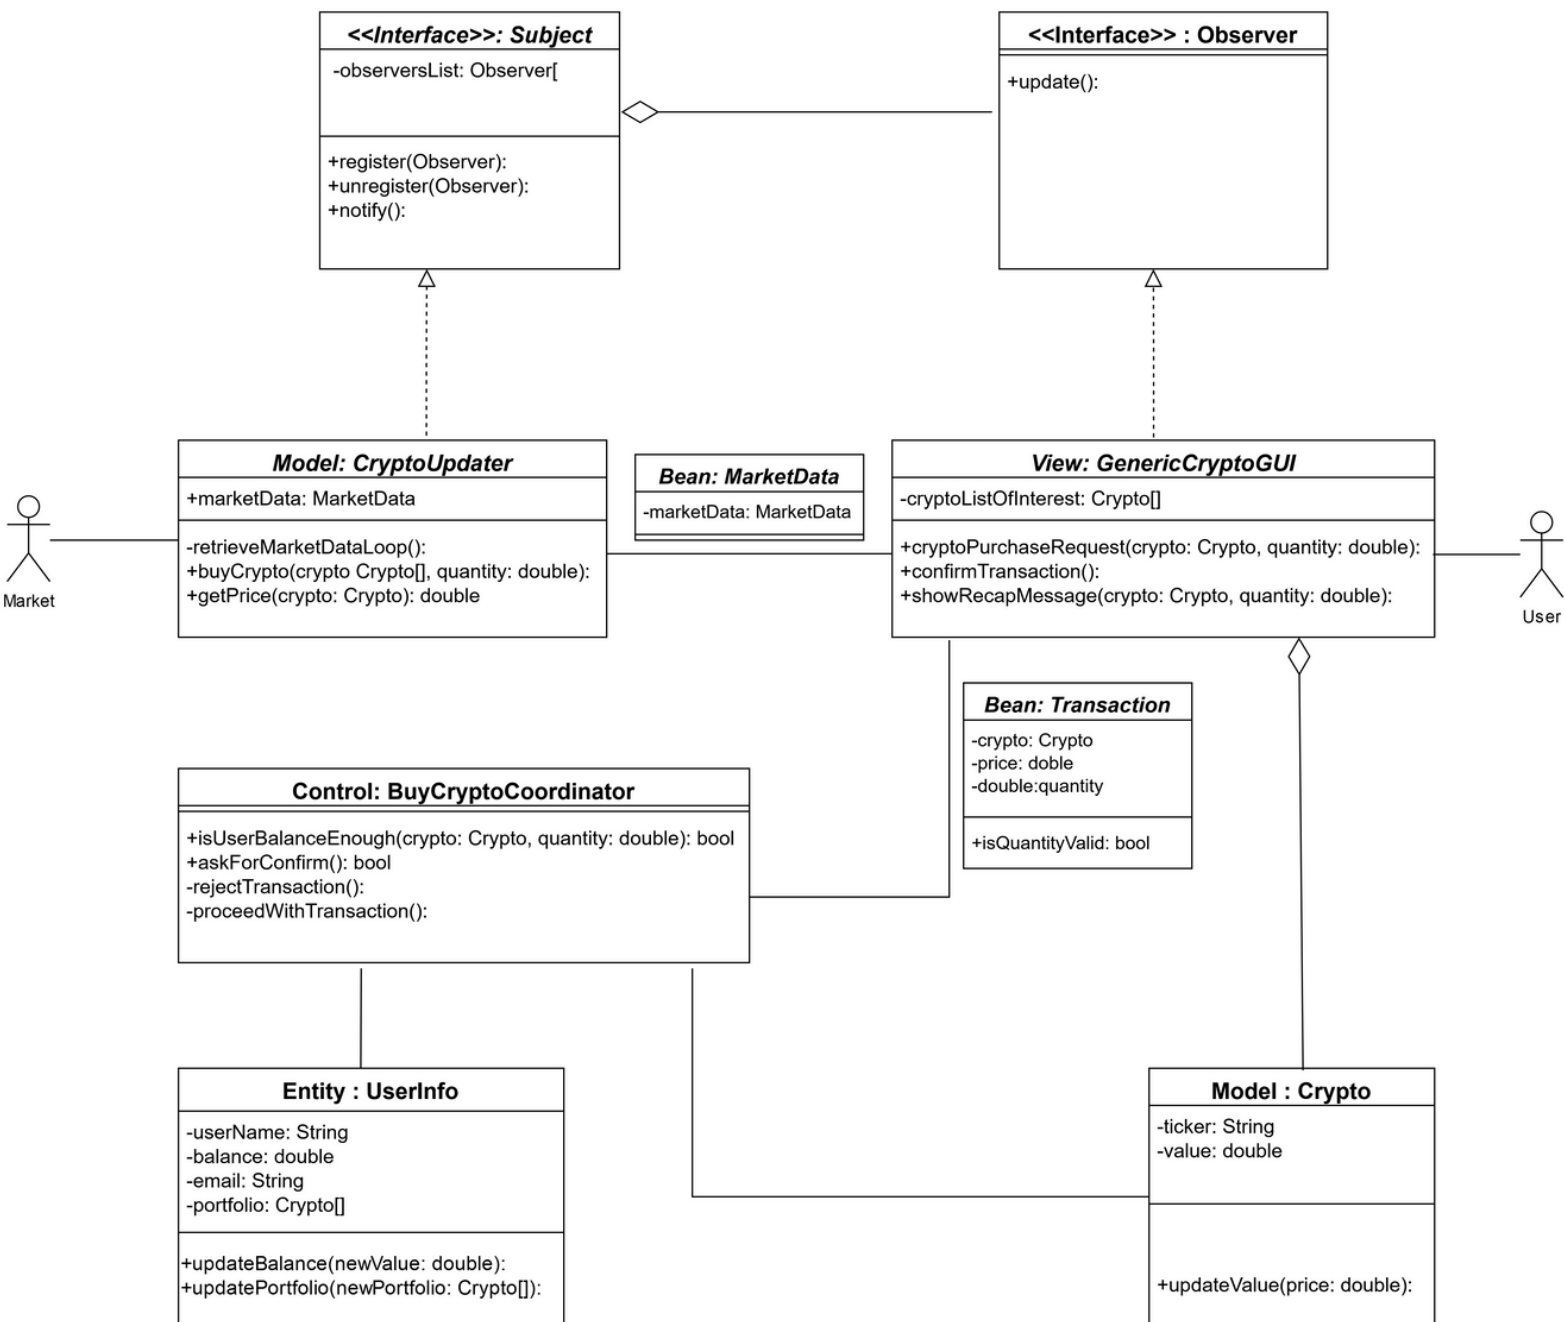 <<Interface>>: Subject
-observersList: Observer[
+register(Observer):
+unregister(Observer):
+notify():
<<Interface>> : Observer
+update():
Model: CryptoUpdater
+marketData: MarketData
-retrieveMarketDataLoop():
+buyCrypto(crypto Crypto[], quantity: double):
+getPrice(crypto: Crypto): double
Bean: MarketData
-marketData: MarketData
View: GenericCryptoGUI
-cryptoListOfInterest: Crypto[]
+cryptoPurchaseRequest(crypto: Crypto, quantity: double):
+confirmTransaction():
+showRecapMessage(crypto: Crypto, quantity: double):
Market
User
Bean: Transaction
-crypto: Crypto
-price: doble
-double:quantity
+isQuantityValid: bool
Control: BuyCryptoCoordinator
+isUserBalanceEnough(crypto: Crypto, quantity: double): bool
+askForConfirm(): bool
-rejectTransaction():
-proceedWithTransaction():
Entity : UserInfo
-userName: String
-balance: double
-email: String
-portfolio: Crypto[]
+updateBalance(newValue: double):
+updatePortfolio(newPortfolio: Crypto[]):
Model : Crypto
-ticker: String
-value: double
+updateValue(price: double):